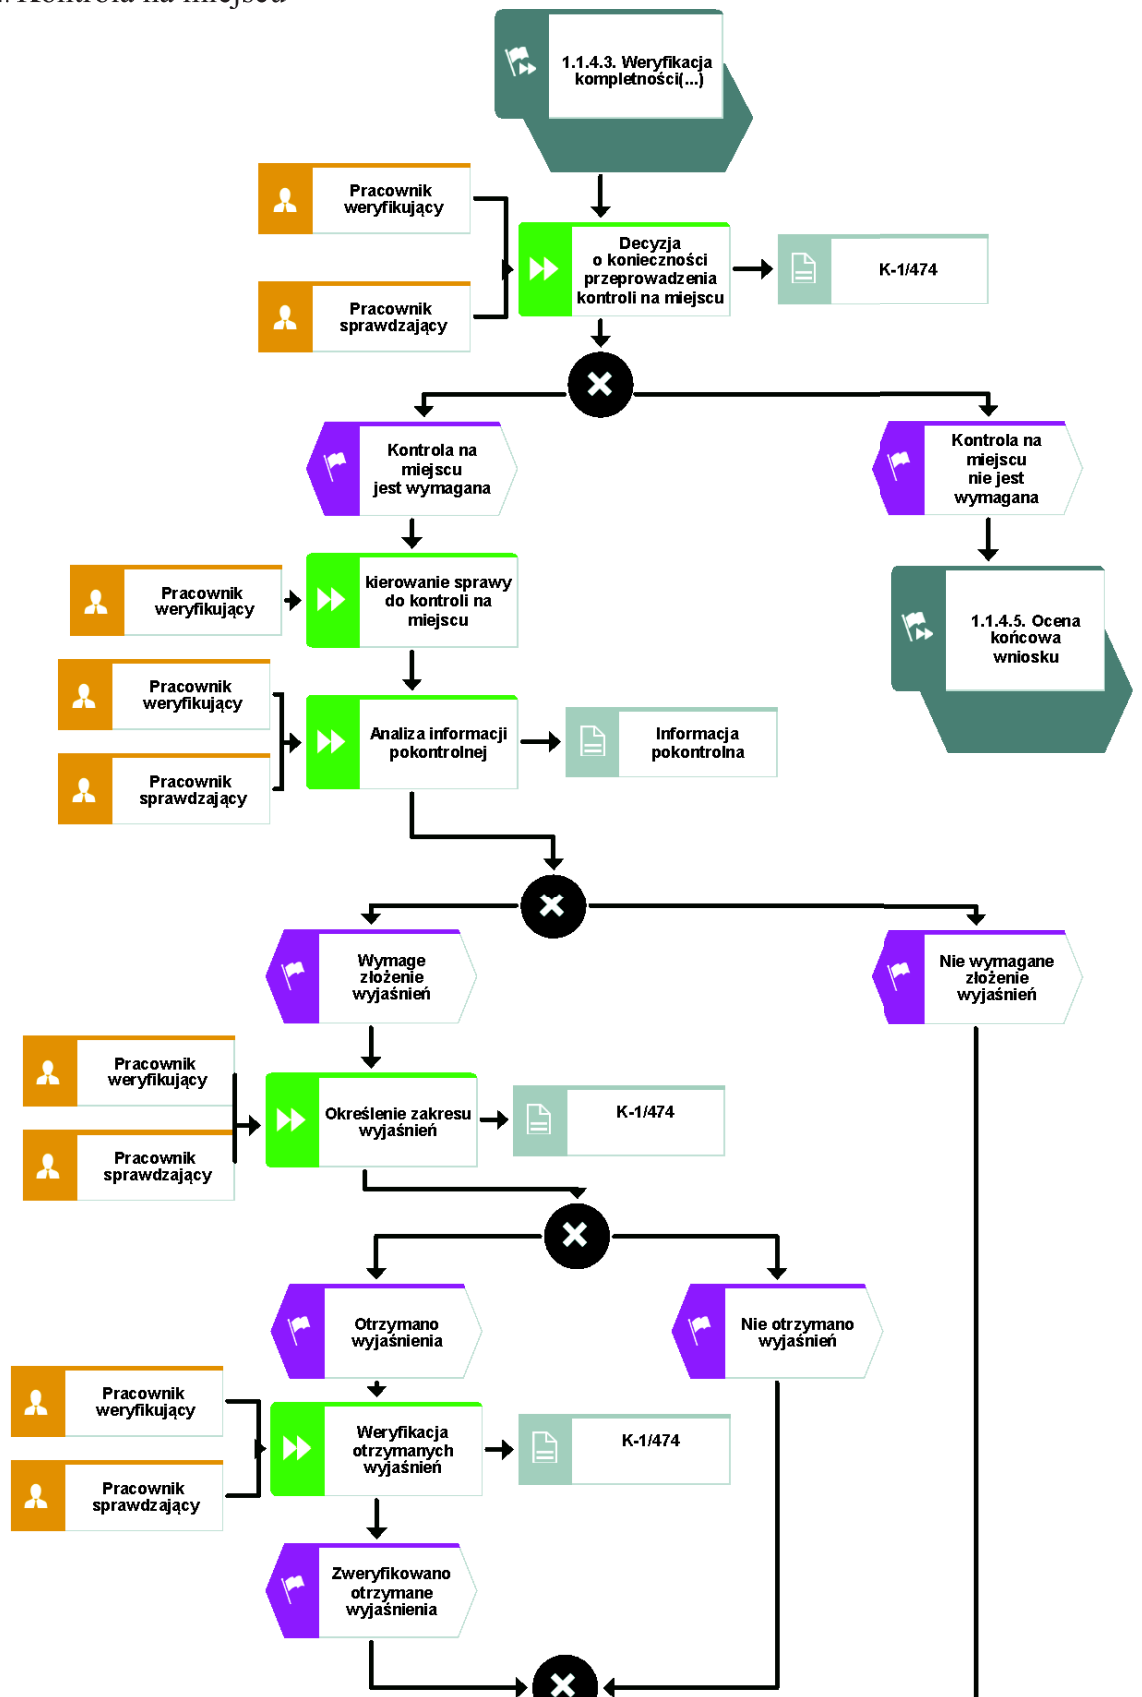 Kontrola na miejscu
1.1.4.3. Weryfikacja
kompletności(...)
Pracownik
weryfikujący
Decyzja
o konieczności
przeprowadzenia
kontroli na miejscu
K-1/474
Pracownik
sprawdzający
Kontrola na
miejscu
jest wymagana
Kontrola na
miejscu
nie jest
wymagana
Pracownik
weryfikujący
kierowanie sprawy
do kontroli na
miejscu
1.1.4.5. Ocena
końcowa
wniosku
Pracownik
weryfikujący
Analiza informacji
pokontrolnej
Informacja
pokontrolna
Pracownik
sprawdzający
Wymage
złożenie
wyjaśnień
Nie wymagane
złożenie
wyjaśnień
Pracownik
weryfikujący
Określenie zakresu
wyjaśnień
K-1/474
Pracownik
sprawdzający
Otrzymano
wyjaśnienia
Nie otrzymano
wyjaśnień
Pracownik
weryfikujący
Weryfikacja
otrzymanych
wyjaśnień
K-1/474
Pracownik
sprawdzający
Zweryfikowano
otrzymane
wyjaśnienia